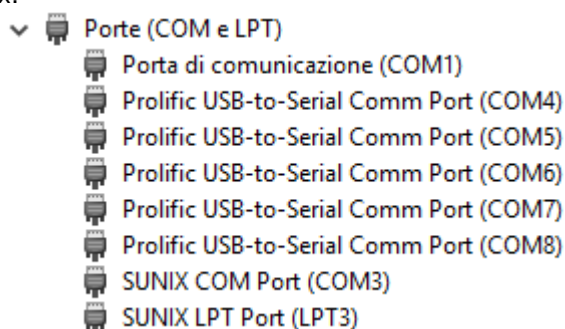 Porte (COM e LPT)
Porta di comunicazione (COM1)
Prolific USB-to-Serial Comm Port (COM4)
Prolific USB-to-Serial Comm Port (COM5)
Prolific USB-to-Serial Comm Port (COM6)
Prolific USB-to-Serial Comm Port (COM7)
Prolific USB-to-Serial Comm Port (COM8)
SUNIX COM Port (COM3)
SUNIX LPT Port (LPT3)